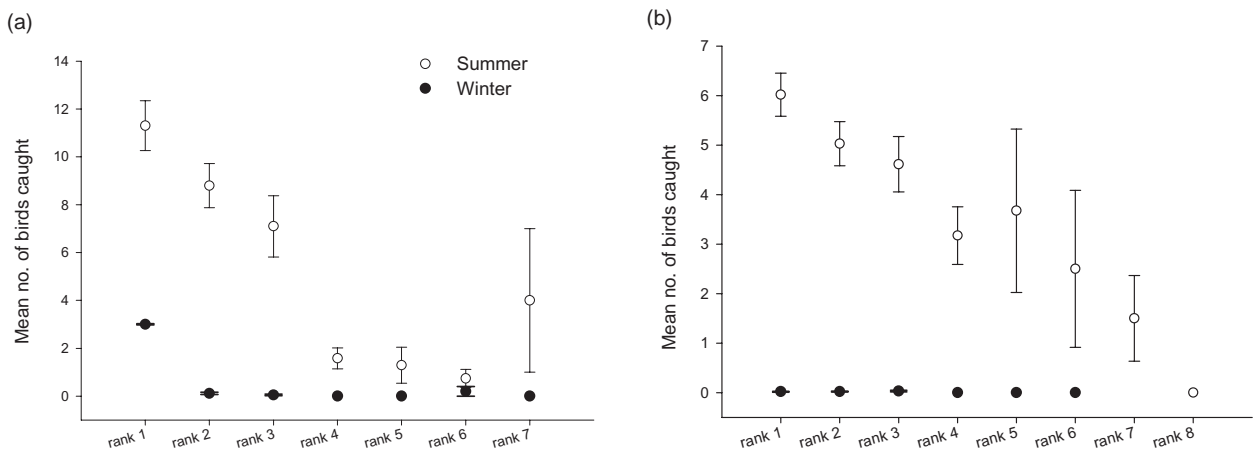 (a)
14
12
10
8
6
4
2
0
Mean no. of birds caught
Summer
Winter
rank 1
rank 2
rank 3
rank 4
rank 5
rank 6
rank 7
(b)
7
6
5
4
3
2
1
0
Mean no. of birds caught
rank 1
rank 2
rank 3
rank 4
rank 5
rank 6
rank 7
rank 8